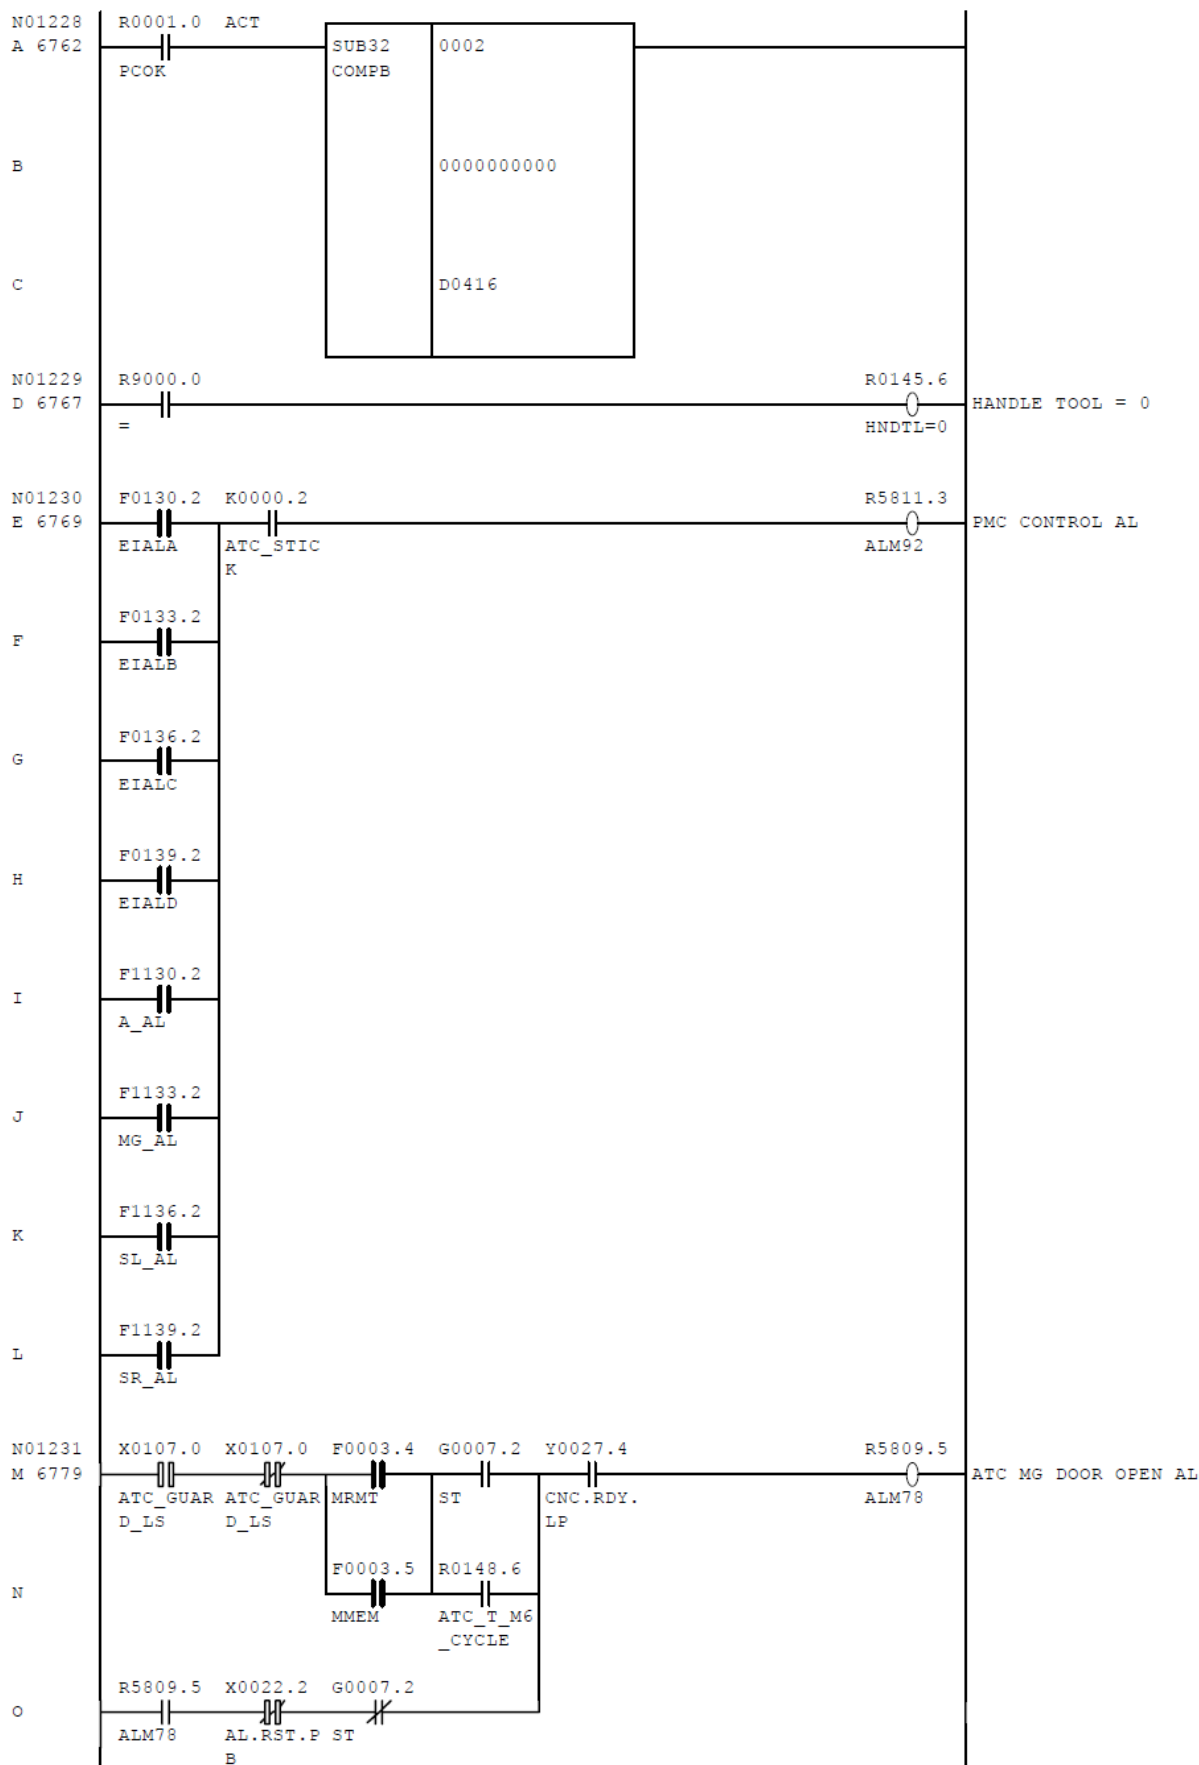 N01228 R0001.0 ACT
A 6762 SUB32 0002
PCOK COMPB
B 0000000000
C D0416
N01229 R9000.0 R0145.6
D 6767 HANDLE TOOL = 0
= HNDTL=0
N01230 F0130.2 K0000.2 R5811.3
E 6769 PMC CONTROL AL
EIALA ATC_STIC ALM92
K
F0133.2
F
EIALB
F0136.2
G
EIALC
F0139.2
H
EIALD
F1130.2
I
A_AL
F1133.2
J
MG_AL
F1136.2
K
SL_AL
F1139.2
L
SR_AL
N01231 X0107.0 X0107.0 F0003.4 G0007.2 Y0027.4 R5809.5
M 6779 ATC MG DOOR OPEN AL
ATC_GUAR ATC_GUAR MRMT ST CNC.RDY. ALM78
D_LS D_LS LP
F0003.5 R0148.6
N
MMEM ATC_T_M6
_CYCLE
R5809.5 X0022.2 G0007.2
O
ALM78 AL.RST.P ST
B